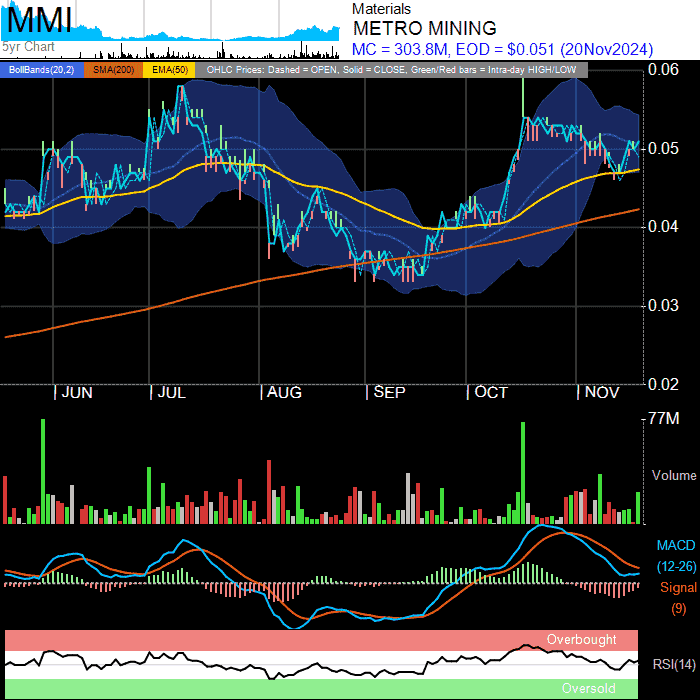 MMI
5yr Chart
Materials
METRO MINING
MC = 303.8M, EOD = $0.051 (20Nov2024)
BollBands(20,2) SMA(200) EMA(50) OHLC Prices: Dashed = OPEN, Solid = CLOSE, Green/Red bars = Intra-day HIGH/LOW
0.06
0.05
0.04
0.03
0.02
JUN JUL AUG SEP OCT NOV
77M
Volume
MACD
(12-26)
Signal
(9)
Overbought
RSI(14)
Oversold